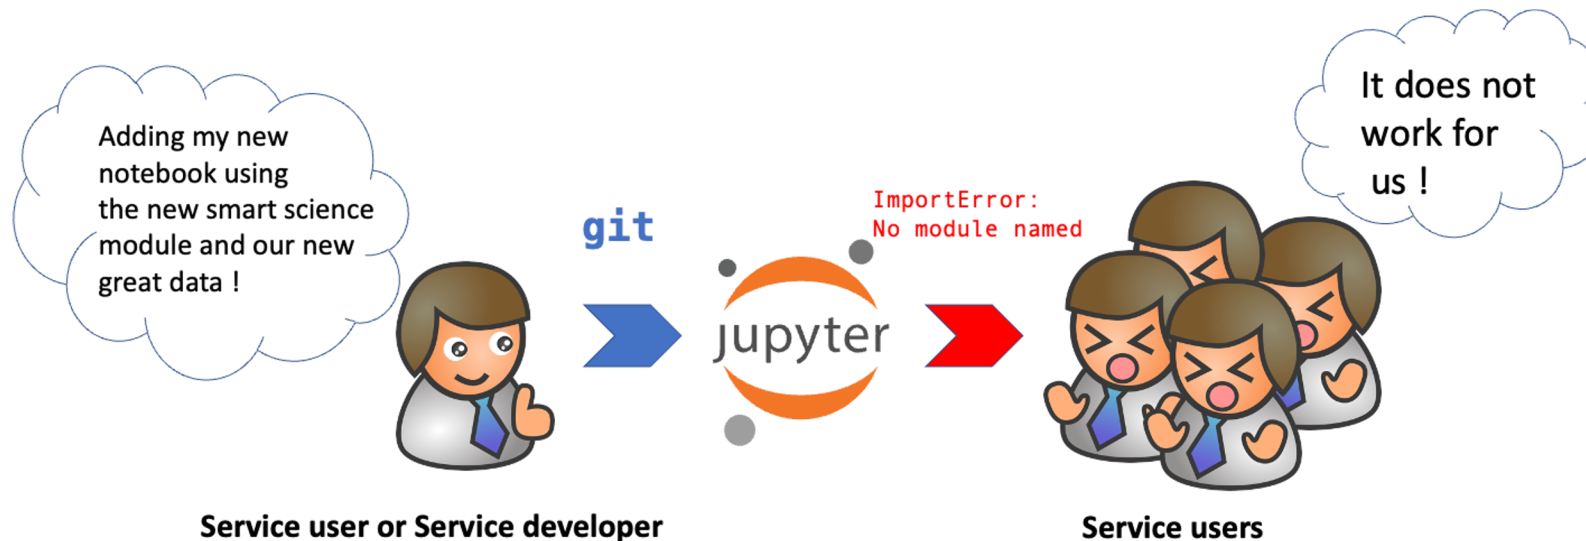 Adding my new
notebook using
the new smart science
module and our new
great data !
git
jupyter
ImportError:
No module named
It does not
work for
us !
Service user or Service developer
Service users